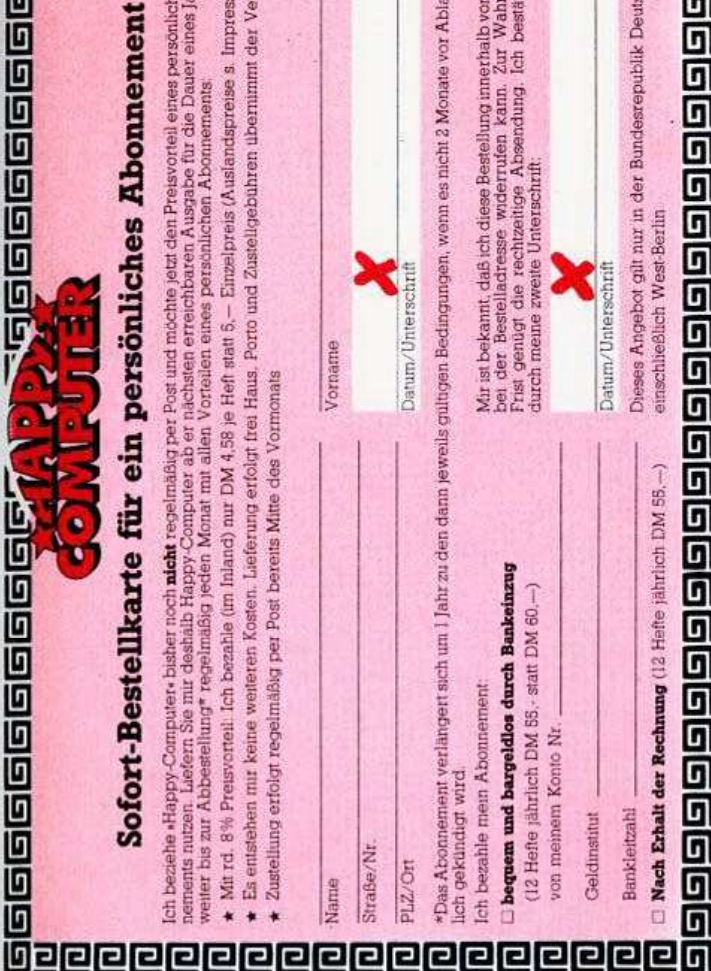 HAPPY
COMPUTER
Sofort-Bestellkarte für ein persönliches Abonnement
Ich beziehe »Happy-Computer« bisher noch nicht regelmäßig per Post und möchte jetzt den Preisvorteil eines persönlich
nements nutzen. Liefern Sie mir deshalb Happy-Computer ab er nächsten erreichbaren Ausgabe für die Dauer eines J
weiter bis zur Abbestellung* regelmäßig jeden Monat mit allen Vorteilen eines persönlichen Abonnements:
★ Mit rd. 8% Preisvorteil: Ich bezahle (im Inland) nur DM 4,58 je Heft statt 5,– Einzelpreis (Auslandspreise s. Impres
★ Es entstehen mir keine weiteren Kosten. Lieferung erfolgt frei Haus. Porto und Zustellgebühren übernimmt der Ve
★ Zustellung erfolgt regelmäßig per Post bereits Mitte des Vormonats
Name
Vorname
Straße/Nr.
PLZ/Ort
Datum/Unterschrift
*Das Abonnement verlängert sich um 1 Jahr zu den dann jeweils gültigen Bedingungen, wenn es nicht 2 Monate vor Abla
lich gekündigt wird.
Ich bezahle mein Abonnement:
□ bequem und bargeldlos durch Bankeinzug
(12 Hefte jährlich DM 55,- statt DM 60,—)
von meinem Konto Nr.
Geldinstitut
Bankleitzahl
□ Nach Erhalt der Rechnung (12 Hefte jährlich DM 55,—)
Mir ist bekannt, daß ich diese Bestellung innerhalb von
bei der Bestelladresse widerrufen kann. Zur Wahr
Frist genügt die rechtzeitige Absendung. Ich bestä
durch meine zweite Unterschrift:
Datum/Unterschrift
Dieses Angebot gilt nur in der Bundesrepublik Deuts
einschließlich West-Berlin